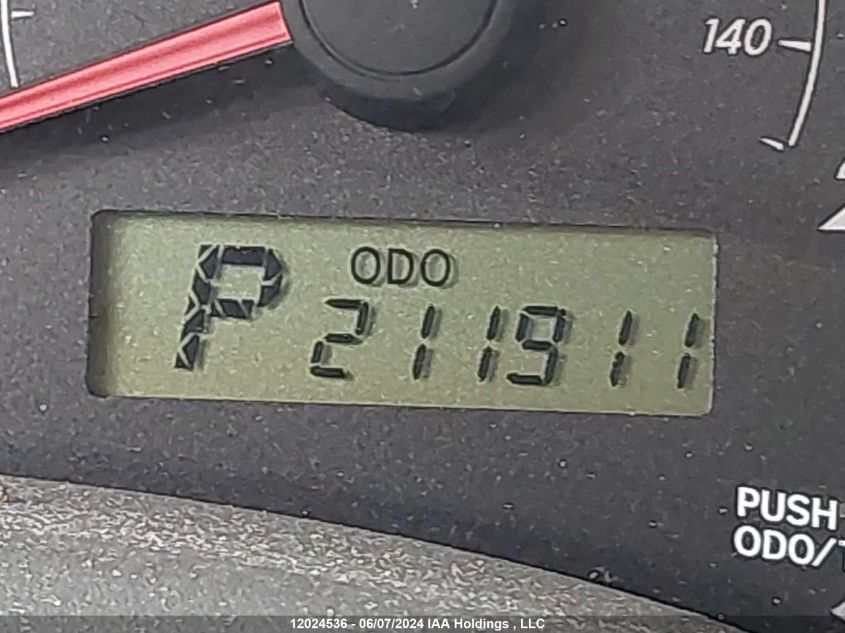 140
P ODO
211911
PUSH
ODO/
12024536 - 06/07/2024 IAA Holdings , LLC